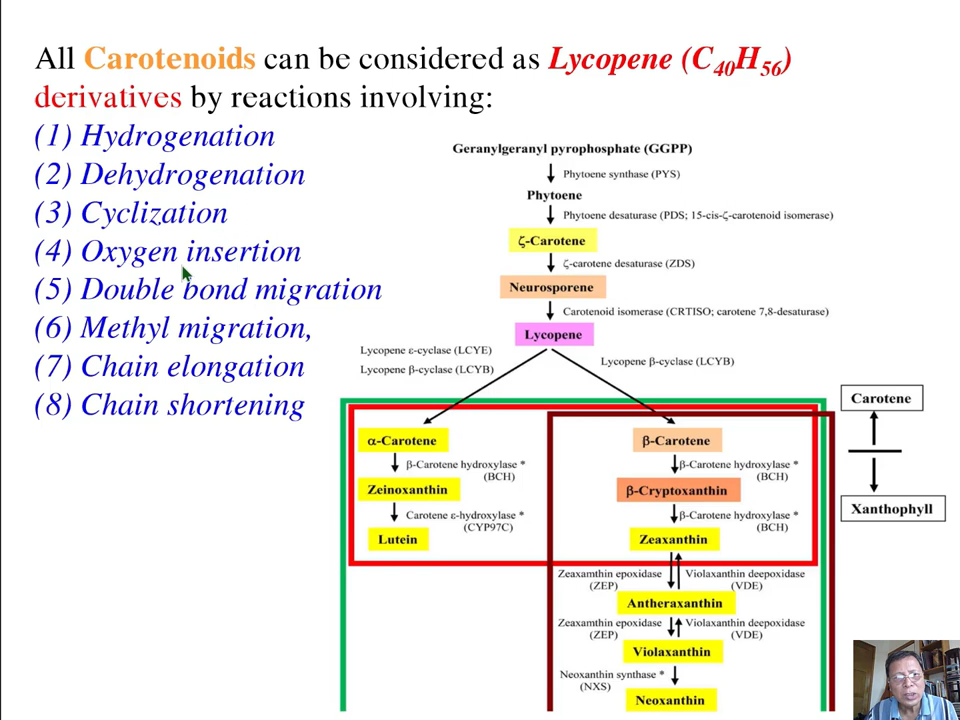 All Carotenoids can be considered as Lycopene (C40H56)
derivatives by reactions involving:
(1) Hydrogenation
(2) Dehydrogenation
(3) Cyclization
(4) Oxygen insertion
(5) Double bond migration
(6) Methyl migration,
(7) Chain elongation
(8) Chain shortening
Geranylgeranyl pyrophosphate (GGPP)
Phytoene synthase (PYS)
Phytoene
Phytoene desaturase (PDS; 15-cis-ζ-carotenoid isomerase)
ζ-Carotene
ζ-carotene desaturase (ZDS)
Neurosporene
Carotenoid isomerase (CRTISO; carotene 7,8-desaturase)
Lycopene
Lycopene ε-cyclase (LCYE)
Lycopene β-cyclase (LCYB)
Lycopene β-cyclase (LCYB)
α-Carotene
β-Carotene hydroxylase *
(BCH)
Zeinoxanthin
Carotene ε-hydroxylase *
(CYP97C)
Lutein
β-Carotene
β-Carotene hydroxylase *
(BCH)
β-Cryptoxanthin
β-Carotene hydroxylase *
(BCH)
Zeaxanthin
Zeaxamthin epoxidase
(ZEP)
Violaxanthin deepoxidase
(VDE)
Antheraxanthin
Zeaxamthin epoxidase
(ZEP)
Violaxanthin deepoxidase
(VDE)
Violaxanthin
Neoxanthin synthase *
(NXS)
Neoxanthin
Carotene
Xanthophyll